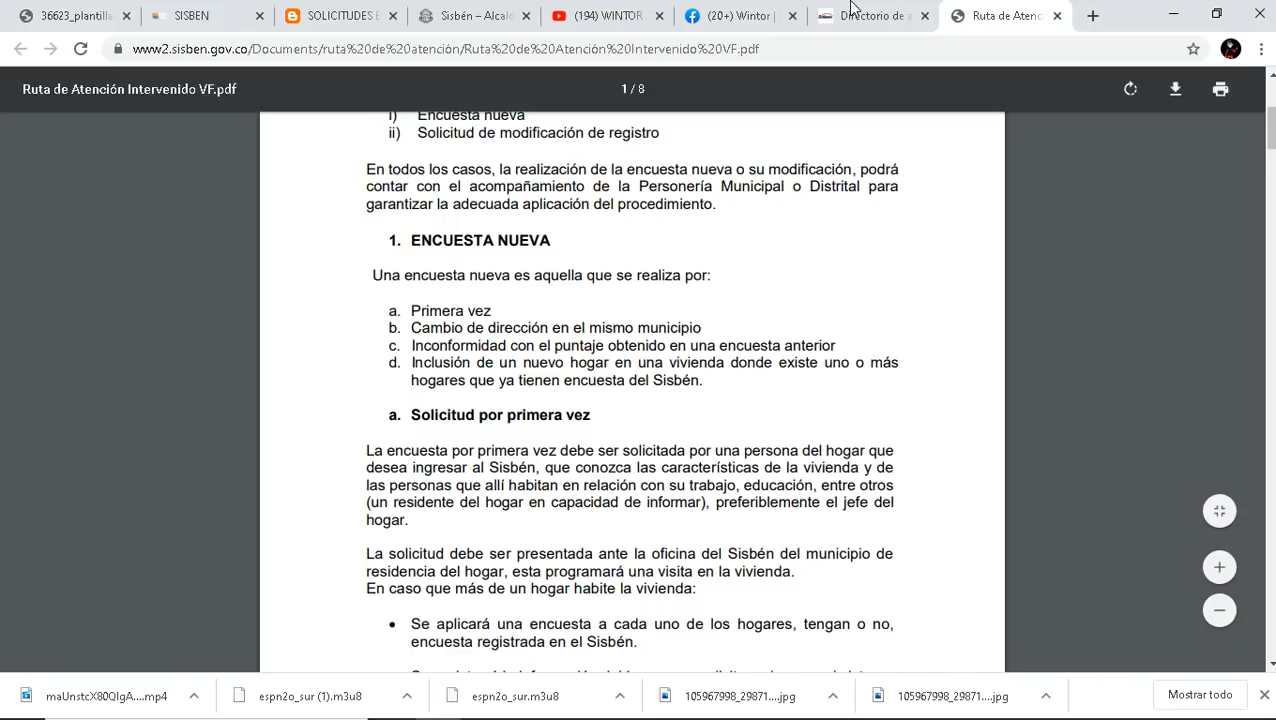 36623_plantilla
SISBEN
SOLICITUDES E
Sisbén – Alcal
(194) WINTOR
(20+) Wintor |
Directorio de a
Ruta de Atenc
www2.sisben.gov.co/Documents/ruta%20de%20atención/Ruta%20de%20Atención%20Intervenido%20VF.pdf
Ruta de Atención Intervenido VF.pdf
1 / 8
i) Encuesta nueva
ii) Solicitud de modificación de registro
En todos los casos, la realización de la encuesta nueva o su modificación, podrá
contar con el acompañamiento de la Personería Municipal o Distrital para
garantizar la adecuada aplicación del procedimiento.
1. ENCUESTA NUEVA
Una encuesta nueva es aquella que se realiza por:
a. Primera vez
b. Cambio de dirección en el mismo municipio
c. Inconformidad con el puntaje obtenido en una encuesta anterior
d. Inclusión de un nuevo hogar en una vivienda donde existe uno o más
hogares que ya tienen encuesta del Sisbén.
a. Solicitud por primera vez
La encuesta por primera vez debe ser solicitada por una persona del hogar que
desea ingresar al Sisbén, que conozca las características de la vivienda y de
las personas que allí habitan en relación con su trabajo, educación, entre otros
(un residente del hogar en capacidad de informar), preferiblemente el jefe del
hogar.
La solicitud debe ser presentada ante la oficina del Sisbén del municipio de
residencia del hogar, esta programará una visita en la vivienda.
En caso que más de un hogar habite la vivienda:
• Se aplicará una encuesta a cada uno de los hogares, tengan o no,
encuesta registrada en el Sisbén.
maUnstcX80QIgA....mp4
espn2o_sur (1).m3u8
espn2o_sur.m3u8
105967998_29871....jpg
105967998_29871....jpg
Mostrar todo